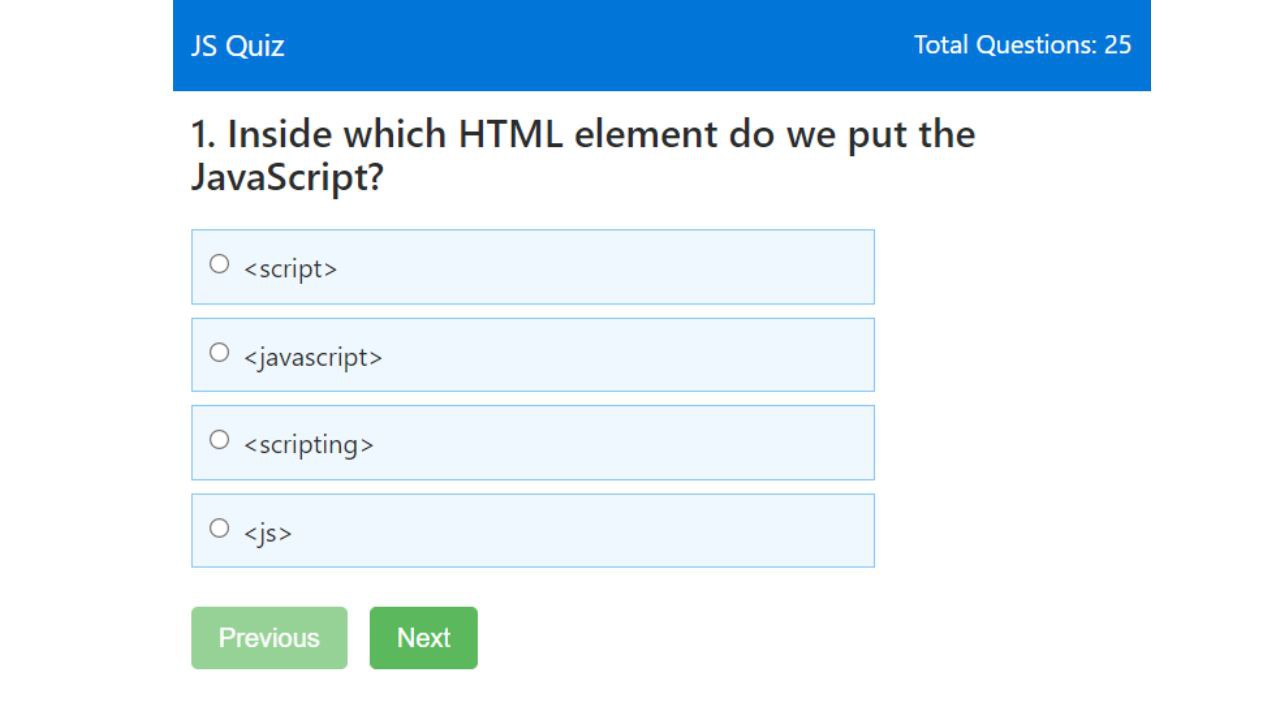 JS Quiz
Total Questions: 25
1. Inside which HTML element do we put the
JavaScript?
<script>
<javascript>
<scripting>
<js>
Previous
Next